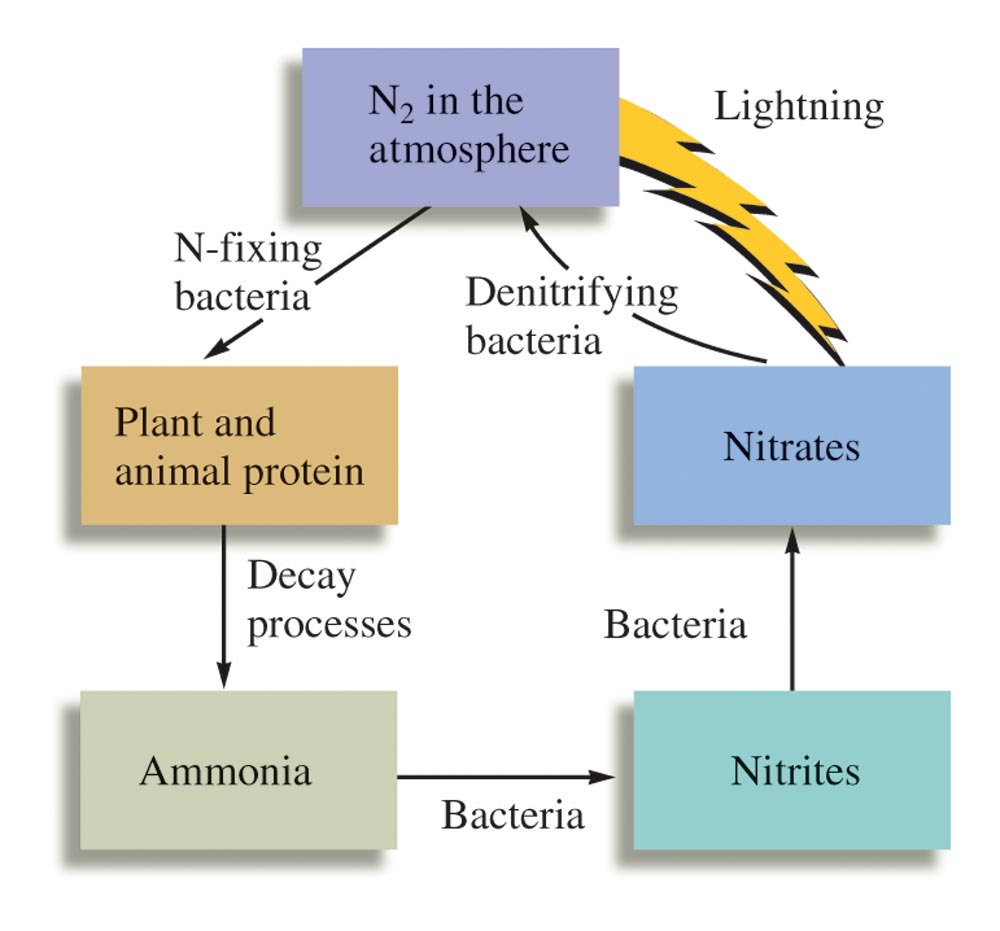 N₂ in the
atmosphere
Lightning
N-fixing
bacteria
Denitrifying
bacteria
Plant and
animal protein
Nitrates
Decay
processes
Bacteria
Ammonia
Bacteria
Nitrites